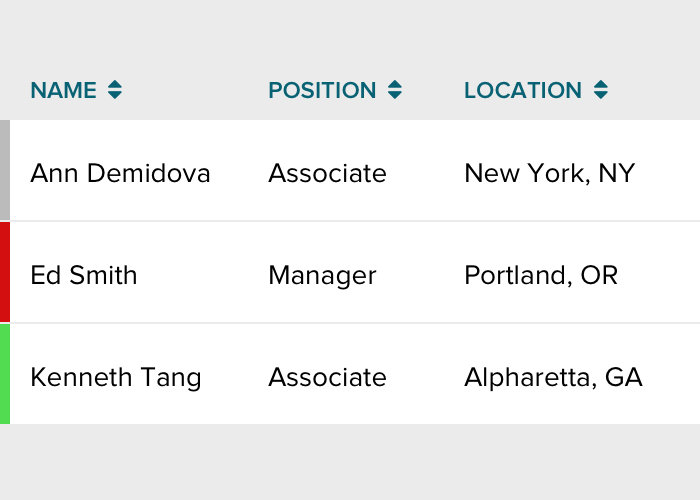 NAME POSITION LOCATION
Ann Demidova Associate New York, NY
Ed Smith Manager Portland, OR
Kenneth Tang Associate Alpharetta, GA